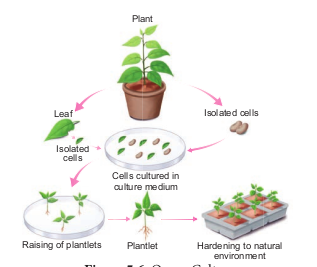 Plant
Leaf
Isolated cells
Isolated
cells
Cells cultured in
culture medium
Raising of plantlets
Plantlet
Hardening to natural
environment